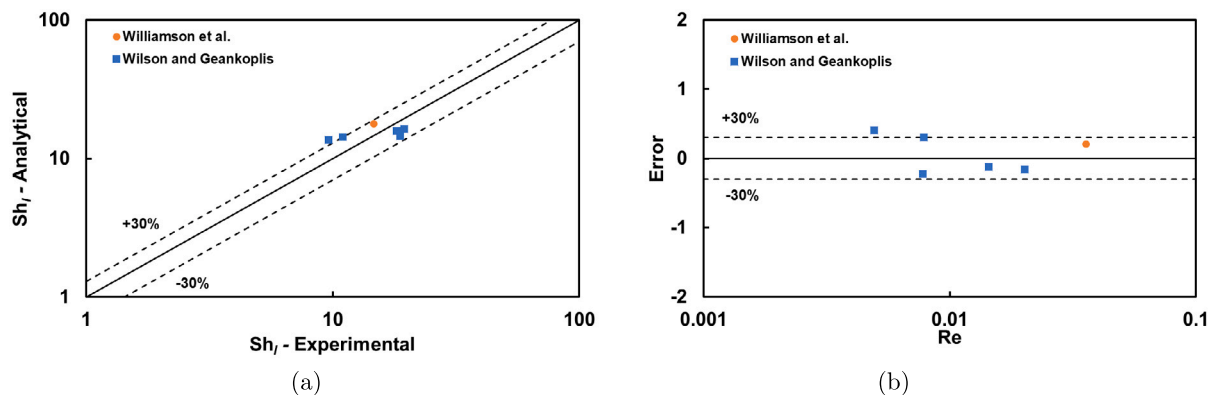 100
10
1
Sh_l - Analytical
Williamson et al.
Wilson and Geankoplis
+30%
-30%
1
10
100
Sh_l - Experimental
(a)
2
1
0
-1
-2
Error
Williamson et al.
Wilson and Geankoplis
+30%
-30%
0.001
0.01
0.1
Re
(b)